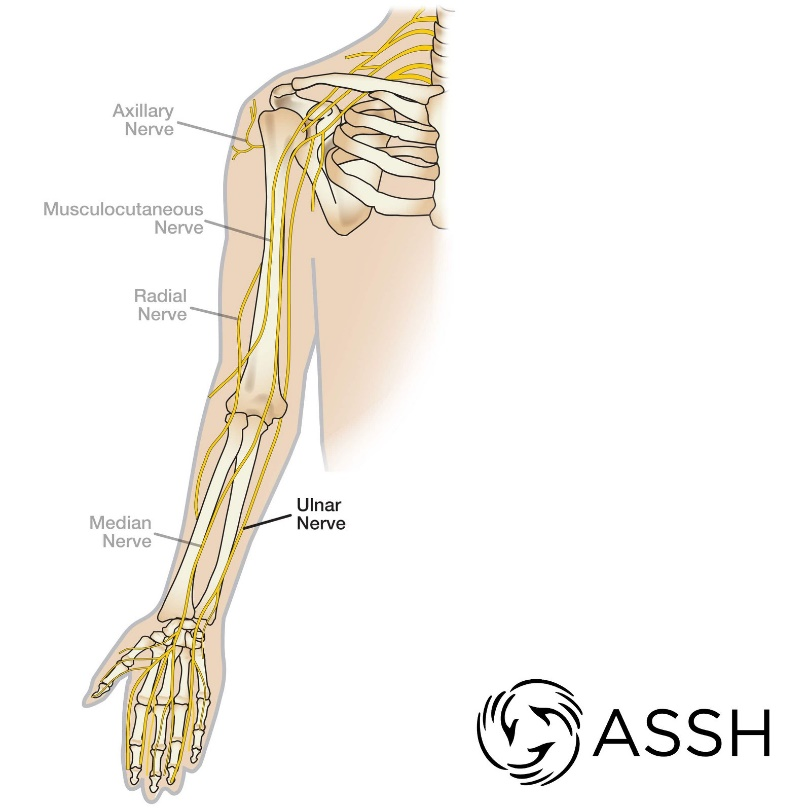 Axillary
Nerve
Musculocutaneous
Nerve
Radial
Nerve
Ulnar
Nerve
Median
Nerve
ASSH